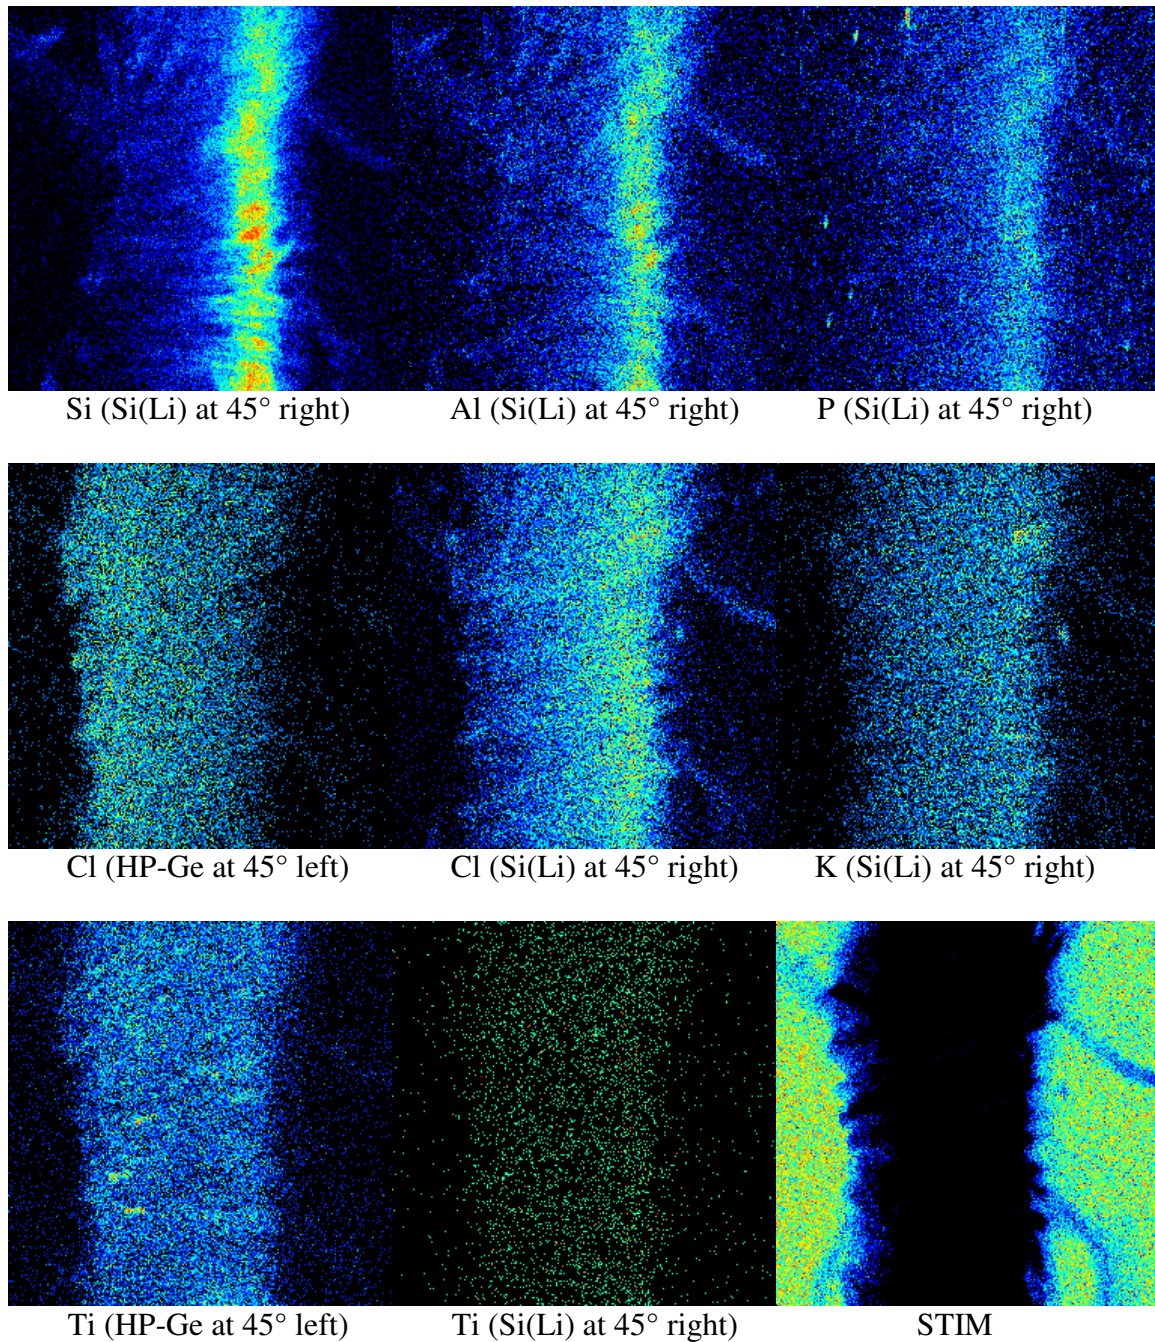 Si (Si(Li) at 45° right)
Al (Si(Li) at 45° right)
P (Si(Li) at 45° right)
Cl (HP-Ge at 45° left)
Cl (Si(Li) at 45° right)
K (Si(Li) at 45° right)
Ti (HP-Ge at 45° left)
Ti (Si(Li) at 45° right)
STIM